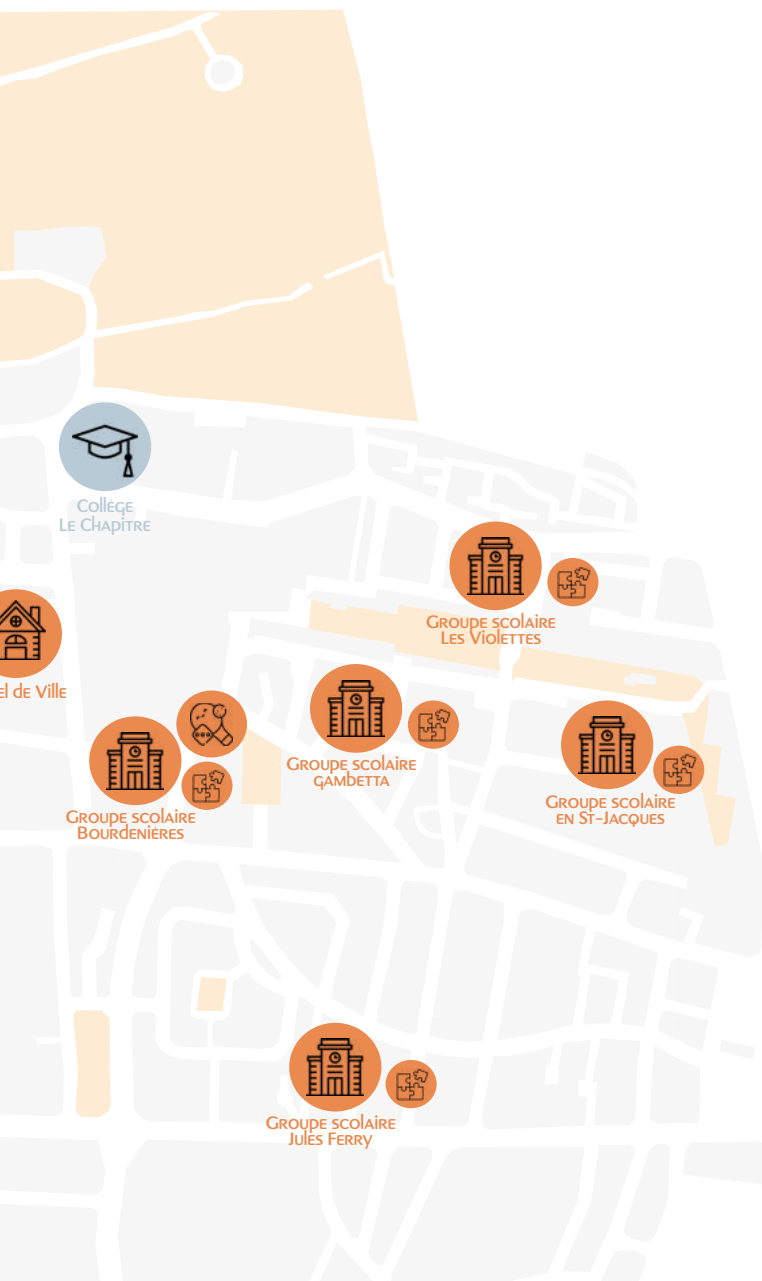 Collège
Le Chapitre
Groupe scolaire
Les Violettes
el de Ville
Groupe scolaire
Gambetta
Groupe scolaire
en St-Jacques
Groupe scolaire
Bourdenières
Groupe scolaire
Jules Ferry